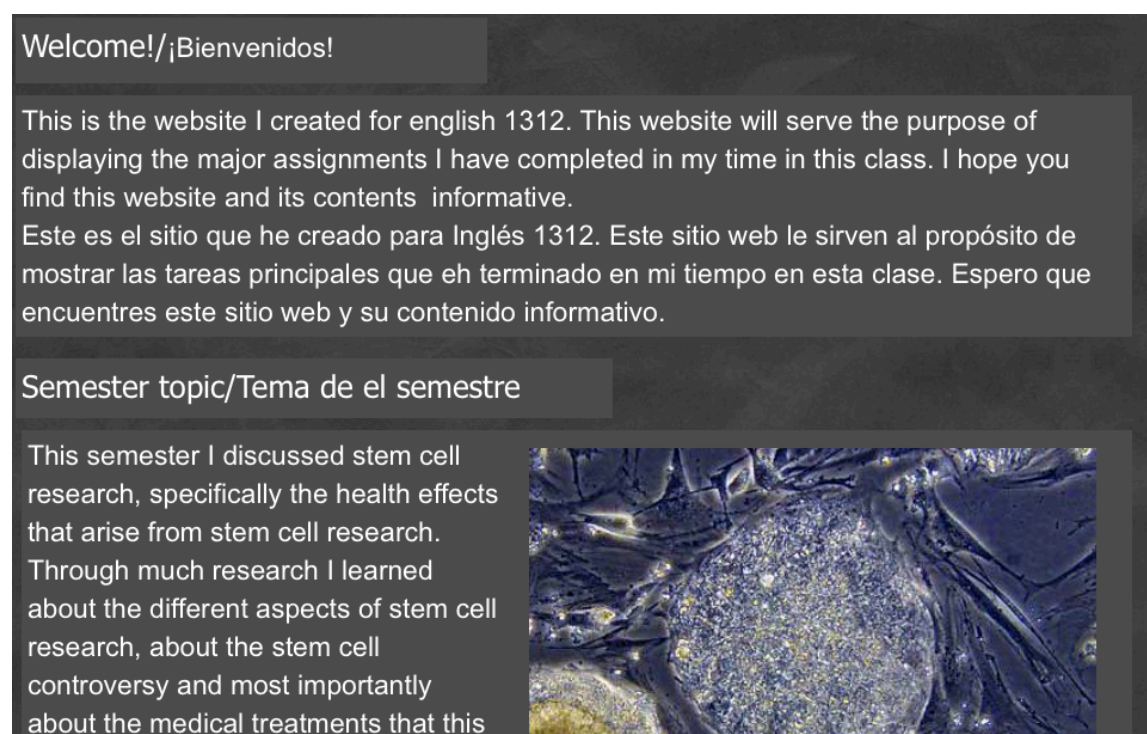 Welcome!/¡Bienvenidos!
This is the website I created for english 1312. This website will serve the purpose of
displaying the major assignments I have completed in my time in this class. I hope you
find this website and its contents  informative.
Este es el sitio que he creado para Inglés 1312. Este sitio web le sirven al propósito de
mostrar las tareas principales que eh terminado en mi tiempo en esta clase. Espero que
encuentres este sitio web y su contenido informativo.
Semester topic/Tema de el semestre
This semester I discussed stem cell
research, specifically the health effects
that arise from stem cell research.
Through much research I learned
about the different aspects of stem cell
research, about the stem cell
controversy and most importantly
about the medical treatments that this